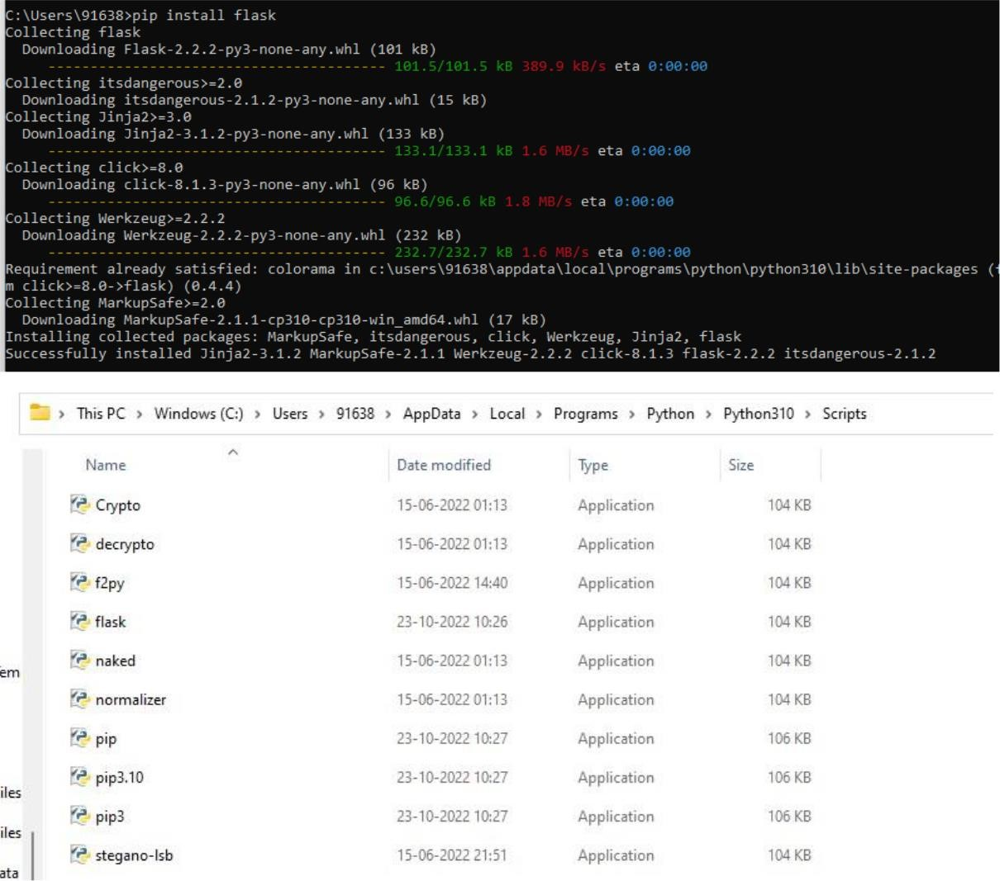 C:\Users\91638>pip install flask
Collecting flask
  Downloading Flask-2.2.2-py3-none-any.whl (101 kB)
     ---------------------------------------- 101.5/101.5 kB 389.9 kB/s eta 0:00:00
Collecting itsdangerous>=2.0
  Downloading itsdangerous-2.1.2-py3-none-any.whl (15 kB)
Collecting Jinja2>=3.0
  Downloading Jinja2-3.1.2-py3-none-any.whl (133 kB)
     ---------------------------------------- 133.1/133.1 kB 1.6 MB/s eta 0:00:00
Collecting click>=8.0
  Downloading click-8.1.3-py3-none-any.whl (96 kB)
     ---------------------------------------- 96.6/96.6 kB 1.8 MB/s eta 0:00:00
Collecting Werkzeug>=2.2.2
  Downloading Werkzeug-2.2.2-py3-none-any.whl (232 kB)
     ---------------------------------------- 232.7/232.7 kB 1.6 MB/s eta 0:00:00
Requirement already satisfied: colorama in c:\users\91638\appdata\local\programs\python\python310\lib\site-packages (
m click>=8.0->flask) (0.4.4)
Collecting MarkupSafe>=2.0
  Downloading MarkupSafe-2.1.1-cp310-cp310-win_amd64.whl (17 kB)
Installing collected packages: MarkupSafe, itsdangerous, click, Werkzeug, Jinja2, flask
Successfully installed Jinja2-3.1.2 MarkupSafe-2.1.1 Werkzeug-2.2.2 click-8.1.3 flask-2.2.2 itsdangerous-2.1.2
This PC > Windows (C:) > Users > 91638 > AppData > Local > Programs > Python > Python310 > Scripts
Name Date modified Type Size
Crypto 15-06-2022 01:13 Application 104 KB
decrypto 15-06-2022 01:13 Application 104 KB
f2py 15-06-2022 14:40 Application 104 KB
flask 23-10-2022 10:26 Application 104 KB
naked 15-06-2022 01:13 Application 104 KB
em
normalizer 15-06-2022 01:13 Application 104 KB
pip 23-10-2022 10:27 Application 106 KB
pip3.10 23-10-2022 10:27 Application 106 KB
iles
pip3 23-10-2022 10:27 Application 106 KB
iles
stegano-lsb 15-06-2022 21:51 Application 104 KB
ata